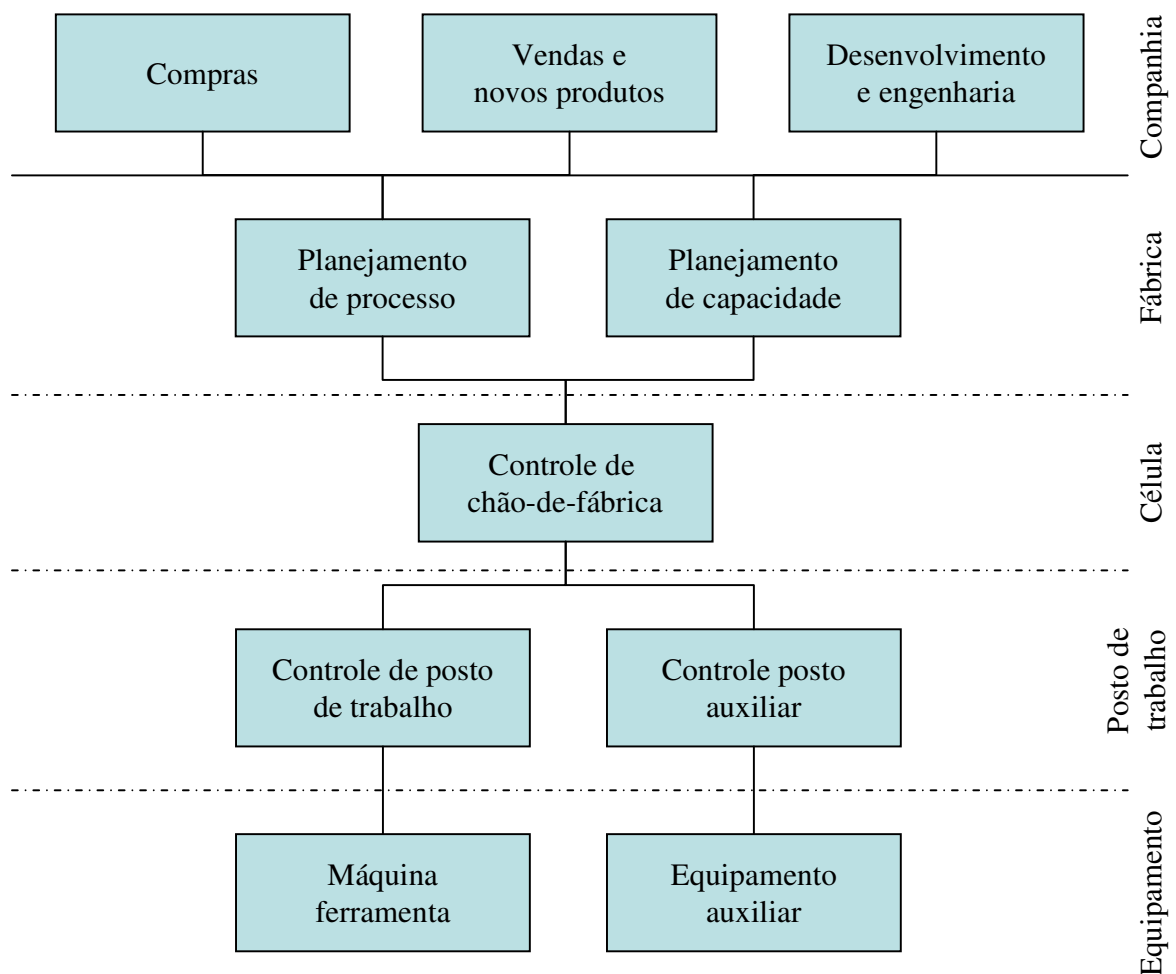 Compras
Vendas e
novos produtos
Desenvolvimento
e engenharia
Companhia
Planejamento
de processo
Planejamento
de capacidade
Fábrica
Controle de
chão-de-fábrica
Célula
Controle de posto
de trabalho
Controle posto
auxiliar
Posto de
trabalho
Máquina
ferramenta
Equipamento
auxiliar
Equipamento